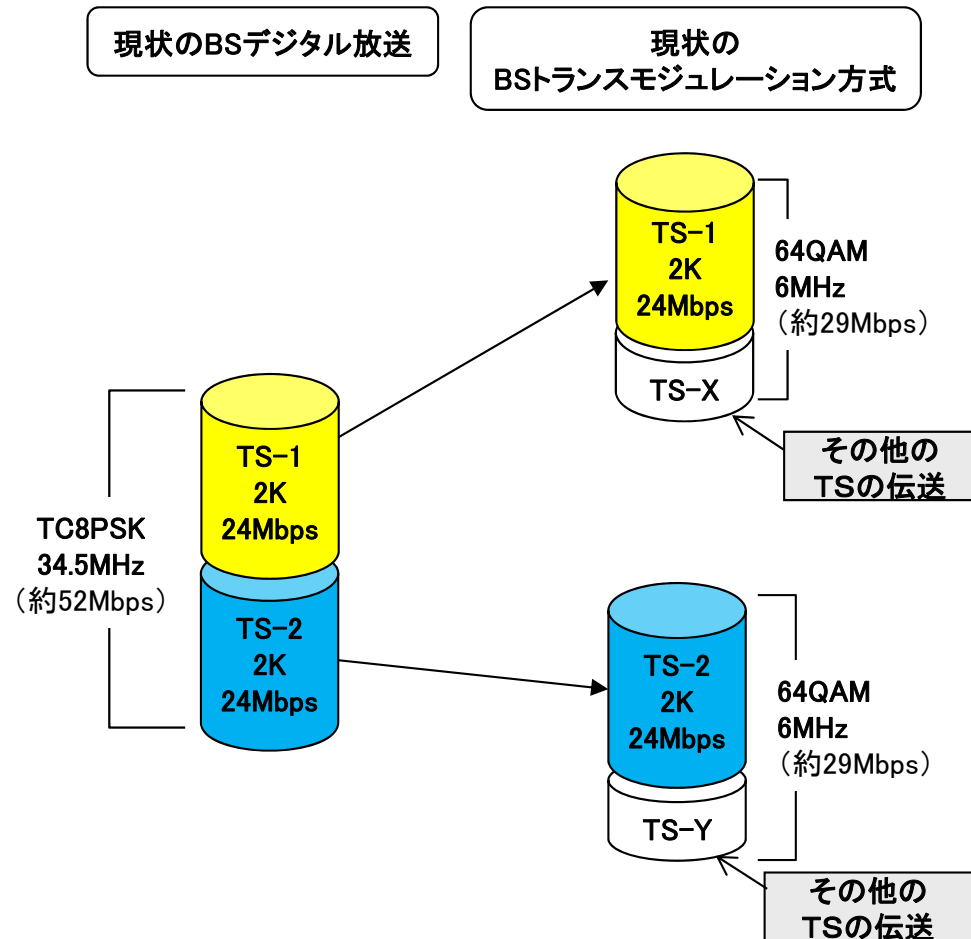 現状のBSデジタル放送
現状の
BSトランスモジュレーション方式
TC8PSK
34.5MHz
（約52Mbps）
TS-1
2K
24Mbps
TS-2
2K
24Mbps
TS-1
2K
24Mbps
TS-X
64QAM
6MHz
（約29Mbps）
その他の
TSの伝送
TS-2
2K
24Mbps
TS-Y
64QAM
6MHz
（約29Mbps）
その他の
TSの伝送